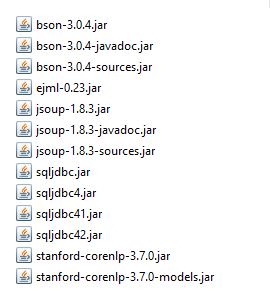 bson-3.0.4.jar
bson-3.0.4-javadoc.jar
bson-3.0.4-sources.jar
ejml-0.23.jar
jsoup-1.8.3.jar
jsoup-1.8.3-javadoc.jar
jsoup-1.8.3-sources.jar
sqljdbc.jar
sqljdbc4.jar
sqljdbc41.jar
sqljdbc42.jar
stanford-corenlp-3.7.0.jar
stanford-corenlp-3.7.0-models.jar